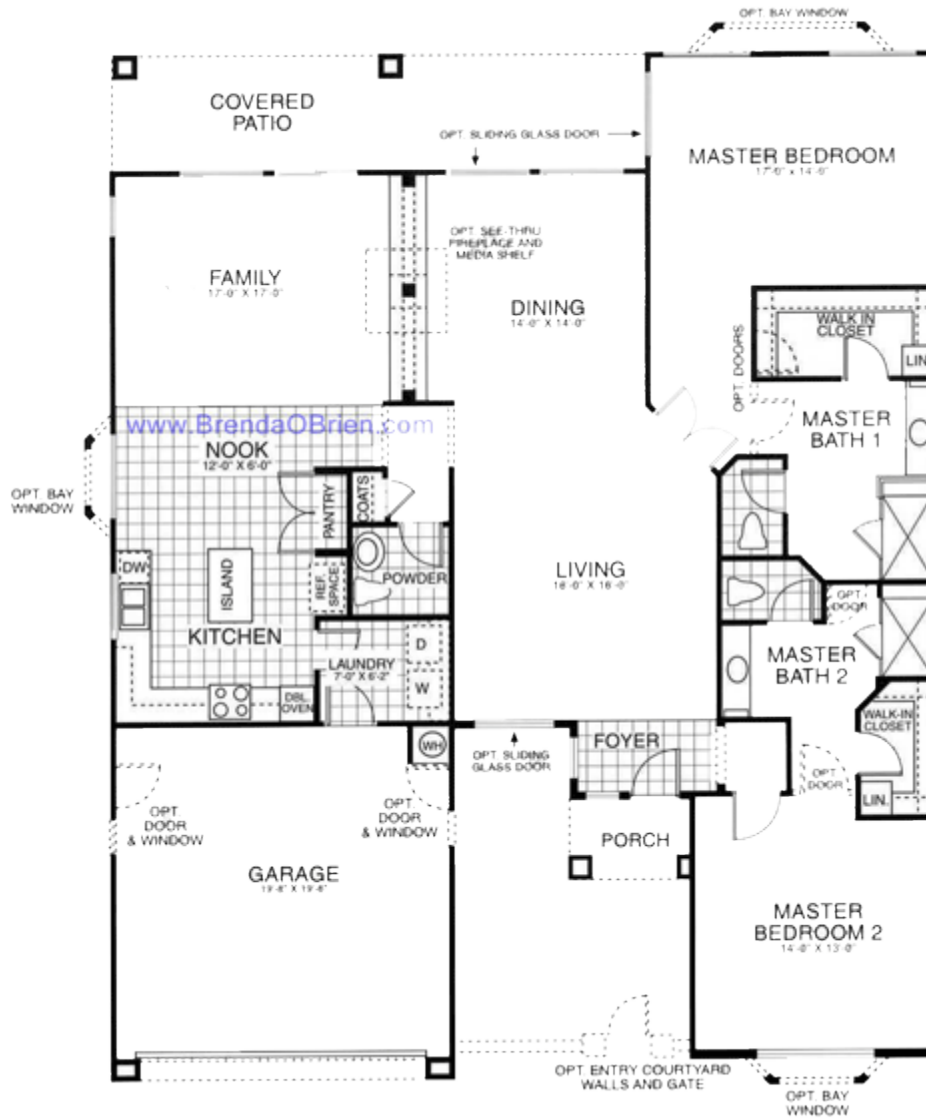 OPT. BAY WINDOW
COVERED
PATIO
OPT. SLIDING GLASS DOOR
MASTER BEDROOM
17'-0" x 14'-6"
OPT. SEE-THRU
FIREPLACE AND
MEDIA SHELF
FAMILY
17'-0" X 17'-0"
DINING
14'-0" X 14'-0"
WALK IN
CLOSET
LIN
OPT. DOORS
MASTER
BATH 1
www.BrendaOBrien.com
NOOK
12'-0" X 6'-0"
OPT. BAY
WINDOW
COATS
PANTRY
DW
ISLAND
REF.
SPACE
POWDER
LIVING
16'-0" X 16'-0"
OPT.
DOOR
KITCHEN
LAUNDRY
7'-0" X 6'-2"
D
W
MASTER
BATH 2
DBL.
OVEN
WALK-IN
CLOSET
WH
OPT. SLIDING
GLASS DOOR
FOYER
OPT.
DOOR
LIN.
OPT.
DOOR
& WINDOW
OPT.
DOOR
& WINDOW
PORCH
GARAGE
19'-8" X 19'-8"
MASTER
BEDROOM 2
14'-0" X 13'-0"
OPT. ENTRY COURTYARD
WALLS AND GATE
OPT. BAY
WINDOW